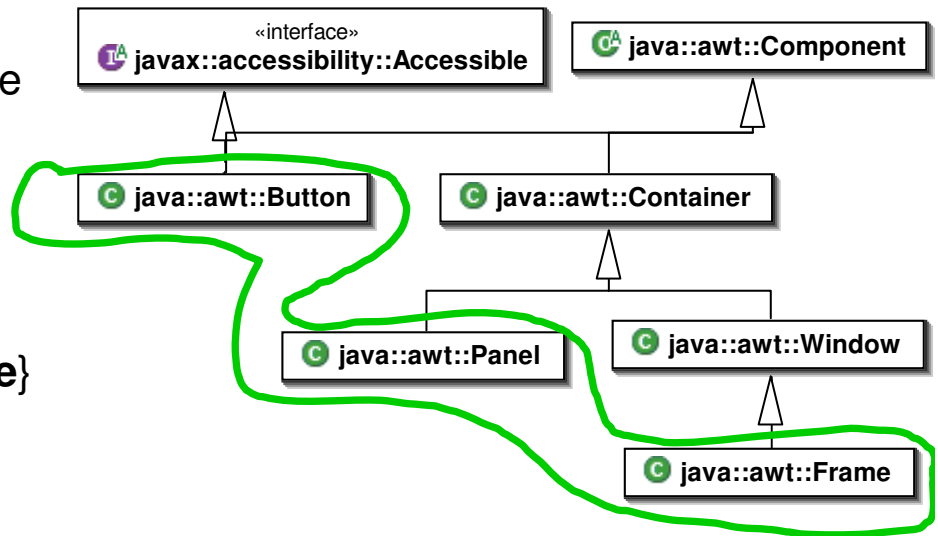 «interface»
javax::accessibility::Accessible
java::awt::Component
e
java::awt::Button
java::awt::Container
java::awt::Panel
java::awt::Window
e}
java::awt::Frame